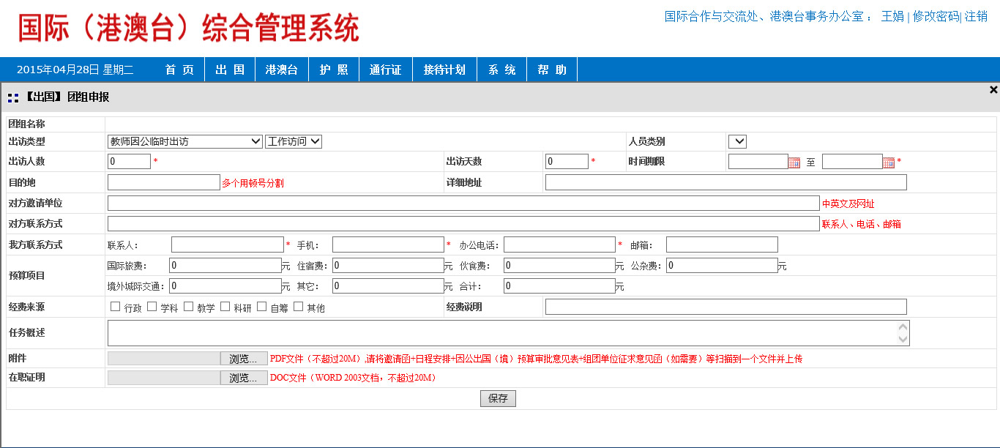 国际（港澳台）综合管理系统
国际合作与交流处、港澳台事务办公室 ： 王娟 | 修改密码| 注销
2015年04月28日 星期二 首 页 出 国 港澳台 护 照 通行证 接待计划 系 统 帮 助
【出国】 团组申报
团组名称
出访类型 教师因公临时出访 工作访问 人员类别
出访人数 0 * 出访天数 0 * 时间期限 至 *
目的地 多个用顿号分割 详细地址
对方邀请单位 中英文及网址
对方联系方式 联系人、电话、邮箱
我方联系方式 联系人： * 手机： * 办公电话： * 邮箱：
预算项目 国际旅费： 0 元 住宿费： 0 元 伙食费： 0 元 公杂费： 0 元
境外城际交通： 0 元 其它： 0 元 合计： 0 元
经费来源 行政 学科 教学 科研 自筹 其他 经费说明
任务概述
附件 浏览... PDF文件（不超过20M）,请将邀请函+日程安排+因公出国（境）预算审批意见表+组团单位征求意见函（如需要）等扫描到一个文件并上传
在职证明 浏览... DOC文件（WORD 2003文档，不超过20M）
保存